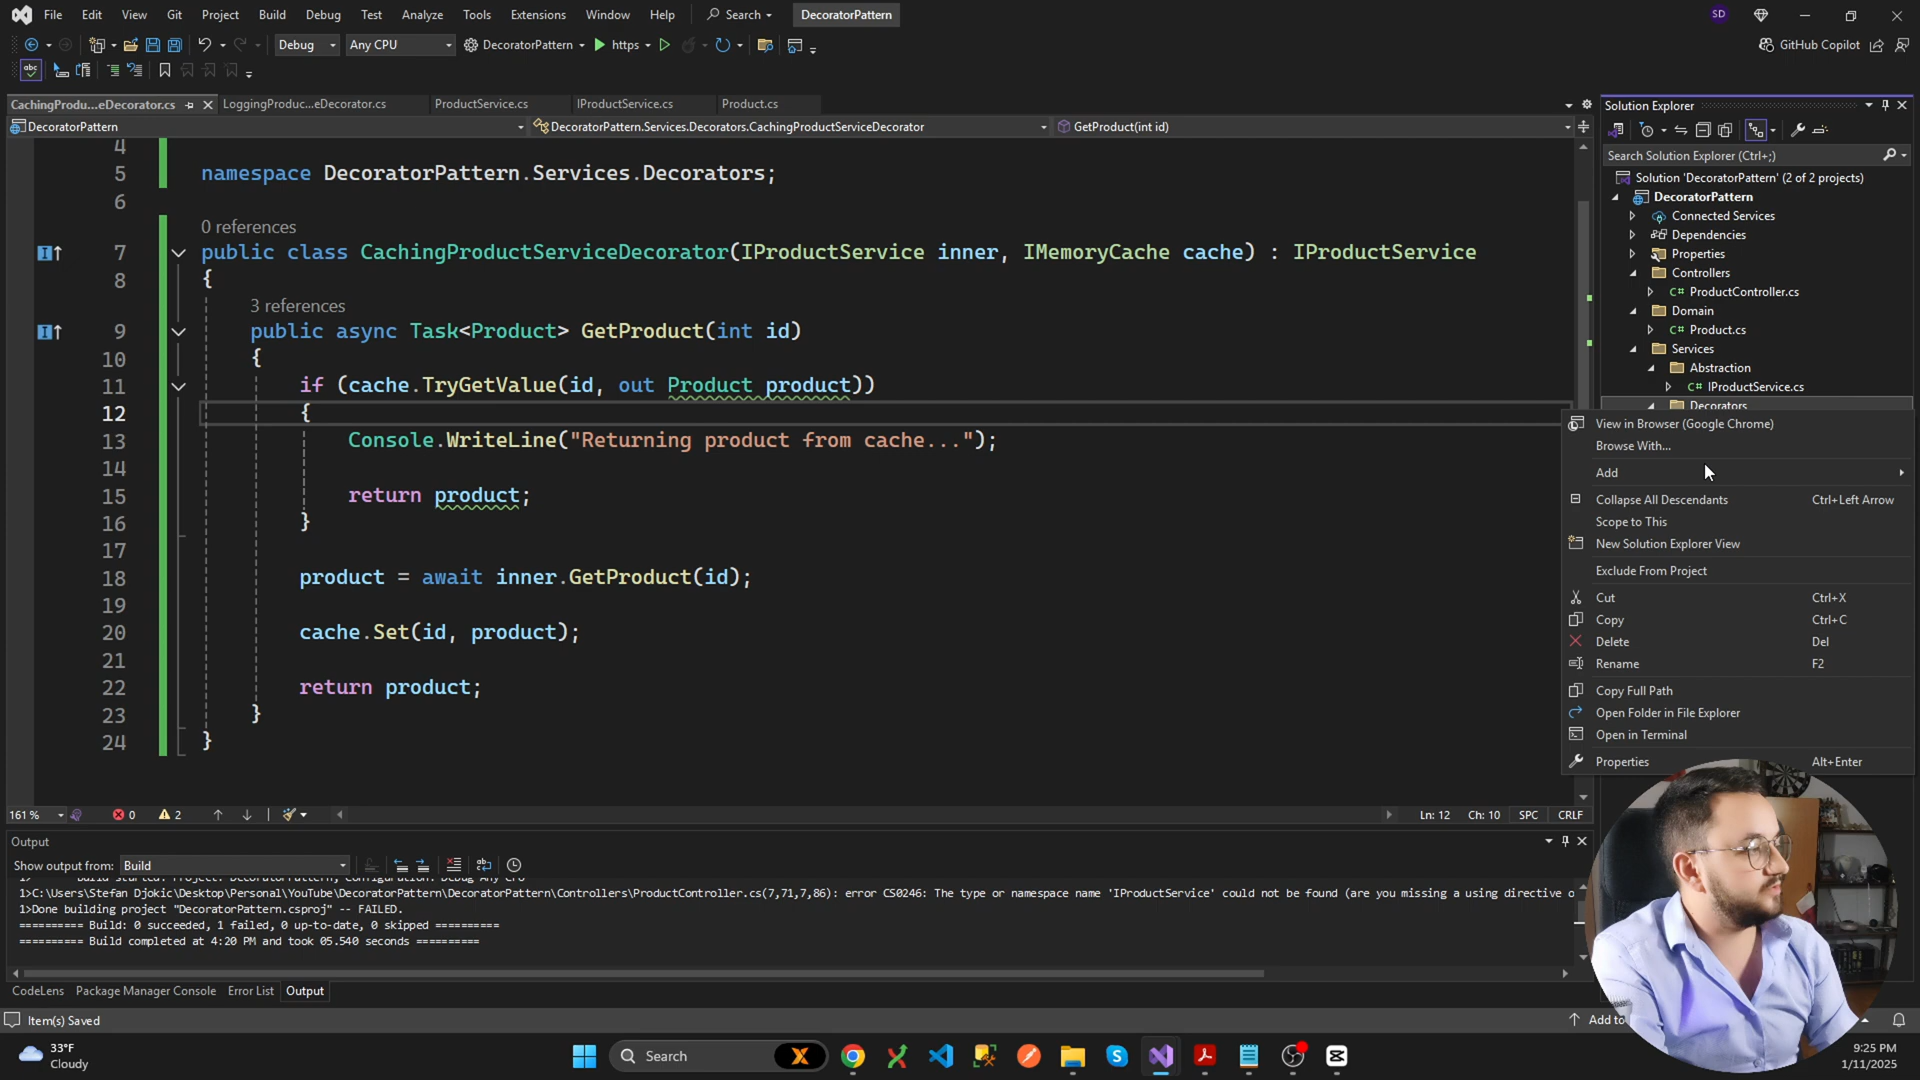 File Edit View Git Project Build Debug Test Analyze Tools Extensions Window Help Search DecoratorPattern SD
Debug Any CPU DecoratorPattern https GitHub Copilot
abc
CachingProdu...eDecorator.cs LoggingProduc...eDecorator.cs ProductService.cs IProductService.cs Product.cs
DecoratorPattern DecoratorPattern.Services.Decorators.CachingProductServiceDecorator GetProduct(int id)
4
5 namespace DecoratorPattern.Services.Decorators;
6
0 references
7 public class CachingProductServiceDecorator(IProductService inner, IMemoryCache cache) : IProductService
8 {
3 references
9 public async Task<Product> GetProduct(int id)
10 {
11 if (cache.TryGetValue(id, out Product product))
12 {
13 Console.WriteLine("Returning product from cache...");
14
15 return product;
16 }
17
18 product = await inner.GetProduct(id);
19
20 cache.Set(id, product);
21
22 return product;
23 }
24 }
161 % 0 2 Ln: 12 Ch: 10 SPC CRLF
Solution Explorer
Search Solution Explorer (Ctrl+;)
Solution 'DecoratorPattern' (2 of 2 projects)
DecoratorPattern
Connected Services
Dependencies
Properties
Controllers
C# ProductController.cs
Domain
C# Product.cs
Services
Abstraction
C# IProductService.cs
Decorators
View in Browser (Google Chrome)
Browse With...
Add
Collapse All Descendants Ctrl+Left Arrow
Scope to This
New Solution Explorer View
Exclude From Project
Cut Ctrl+X
Copy Ctrl+C
Delete Del
Rename F2
Copy Full Path
Open Folder in File Explorer
Open in Terminal
Properties Alt+Enter
Output
Show output from: Build
1>C:\Users\Stefan Djokic\Desktop\Personal\YouTube\DecoratorPattern\DecoratorPattern\Controllers\ProductController.cs(7,71,7,86): error CS0246: The type or namespace name 'IProductService' could not be found (are you missing a using directive o
1>Done building project "DecoratorPattern.csproj" -- FAILED.
========== Build: 0 succeeded, 1 failed, 0 up-to-date, 0 skipped ==========
========== Build completed at 4:20 PM and took 05.540 seconds ==========
CodeLens Package Manager Console Error List Output
Item(s) Saved Add to
33°F
Cloudy
Search
9:25 PM
1/11/2025